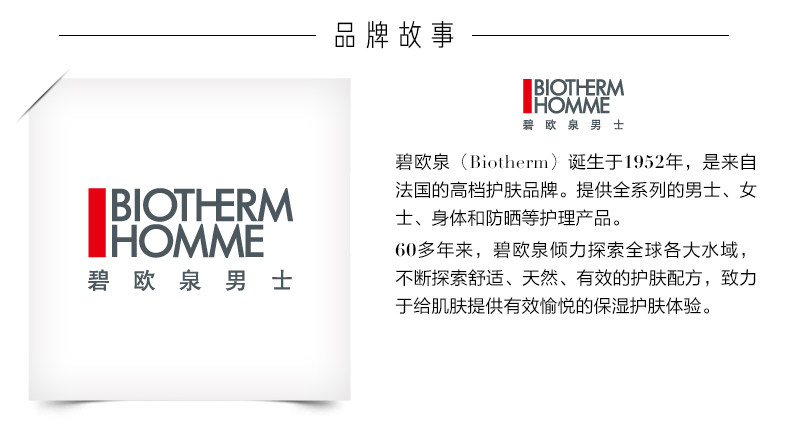 品牌故事
BIOTHERM
HOMME
碧欧泉男士
BIOTHERM
HOMME
碧欧泉男士
碧欧泉（Biotherm）诞生于1952年，是来自
法国的高档护肤品牌。提供全系列的男士、女
士、身体和防晒等护理产品。
60多年来，碧欧泉倾力探索全球各大水域，
不断探索舒适、天然、有效的护肤配方，致力
于给肌肤提供有效愉悦的保湿护肤体验。